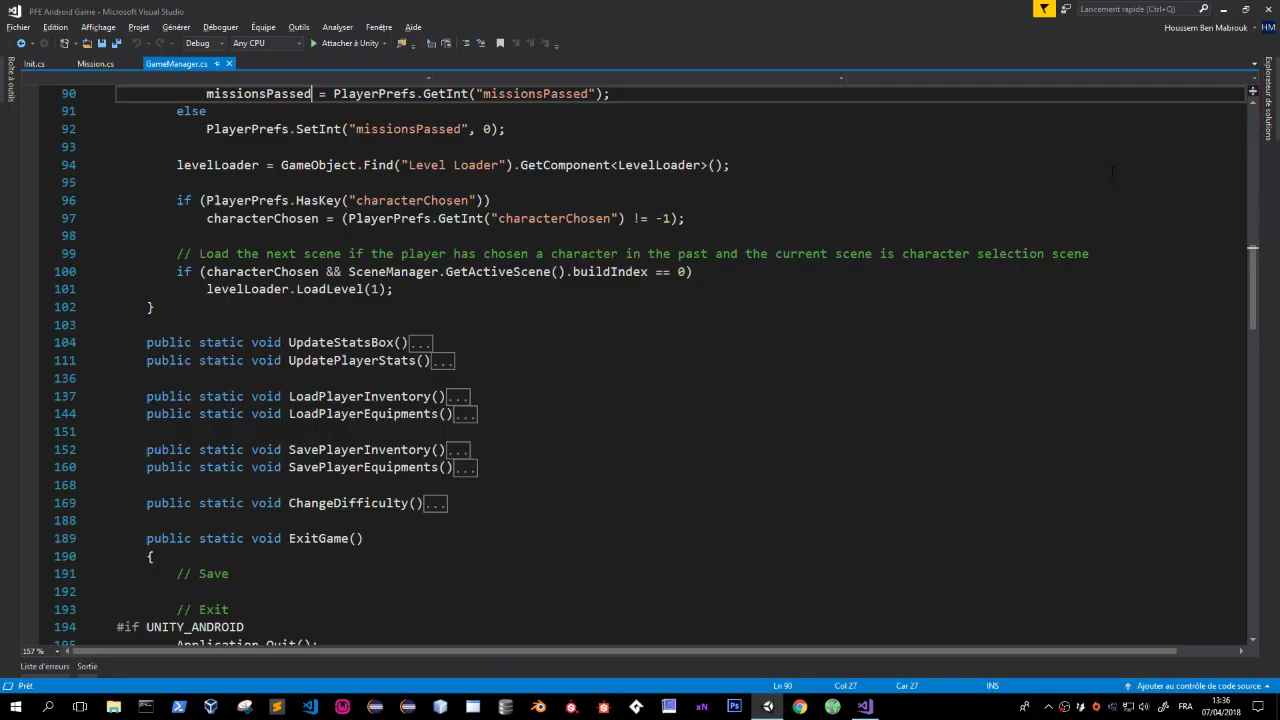 PFE Android Game - Microsoft Visual Studio
Lancement rapide (Ctrl+Q)
Fichier Edition Affichage Projet Générer Déboguer Équipe Outils Test Analyser Fenêtre Aide
Houssem Ben Mabrouk HM
Debug Any CPU Attacher à Unity
Init.cs Mission.cs GameManager.cs
Boîte à outils
Explorateur de solutions
90 missionsPassed = PlayerPrefs.GetInt("missionsPassed");
91 else
92 PlayerPrefs.SetInt("missionsPassed", 0);
93
94 levelLoader = GameObject.Find("Level Loader").GetComponent<LevelLoader>();
95
96 if (PlayerPrefs.HasKey("characterChosen"))
97 characterChosen = (PlayerPrefs.GetInt("characterChosen") != -1);
98
99 // Load the next scene if the player has chosen a character in the past and the current scene is character selection scene
100 if (characterChosen && SceneManager.GetActiveScene().buildIndex == 0)
101 levelLoader.LoadLevel(1);
102 }
103
104 public static void UpdateStatsBox()...
111 public static void UpdatePlayerStats()...
136
137 public static void LoadPlayerInventory()...
144 public static void LoadPlayerEquipments()...
151
152 public static void SavePlayerInventory()...
160 public static void SavePlayerEquipments()...
168
169 public static void ChangeDifficulty()...
188
189 public static void ExitGame()
190 {
191 // Save
192
193 // Exit
194 #if UNITY_ANDROID
195 Application.Quit();
157 %
Liste d'erreurs Sortie
Prêt Ln 90 Col 27 Car 27 INS Ajouter au contrôle de code source
FRA 13:36
07/04/2018